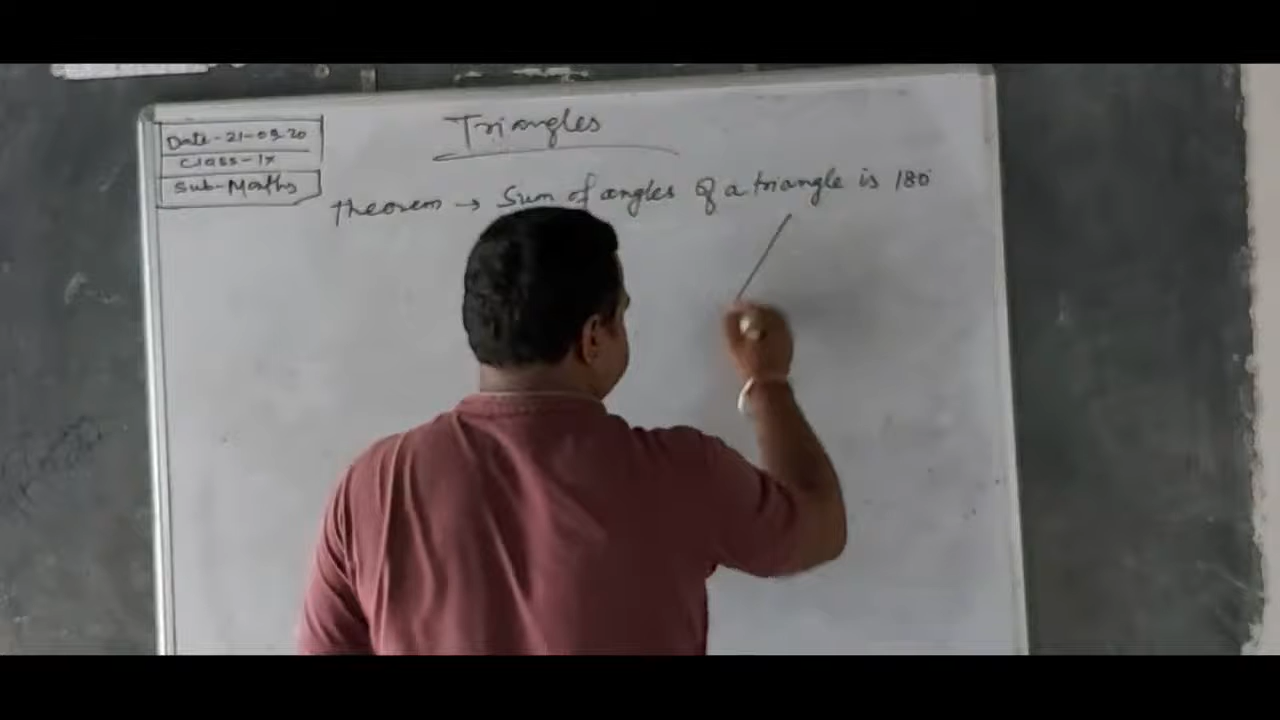 Triangles
Date-21-09-20
Class-IX
Sub-Maths
Theorem → Sum of angles of a triangle is 180°